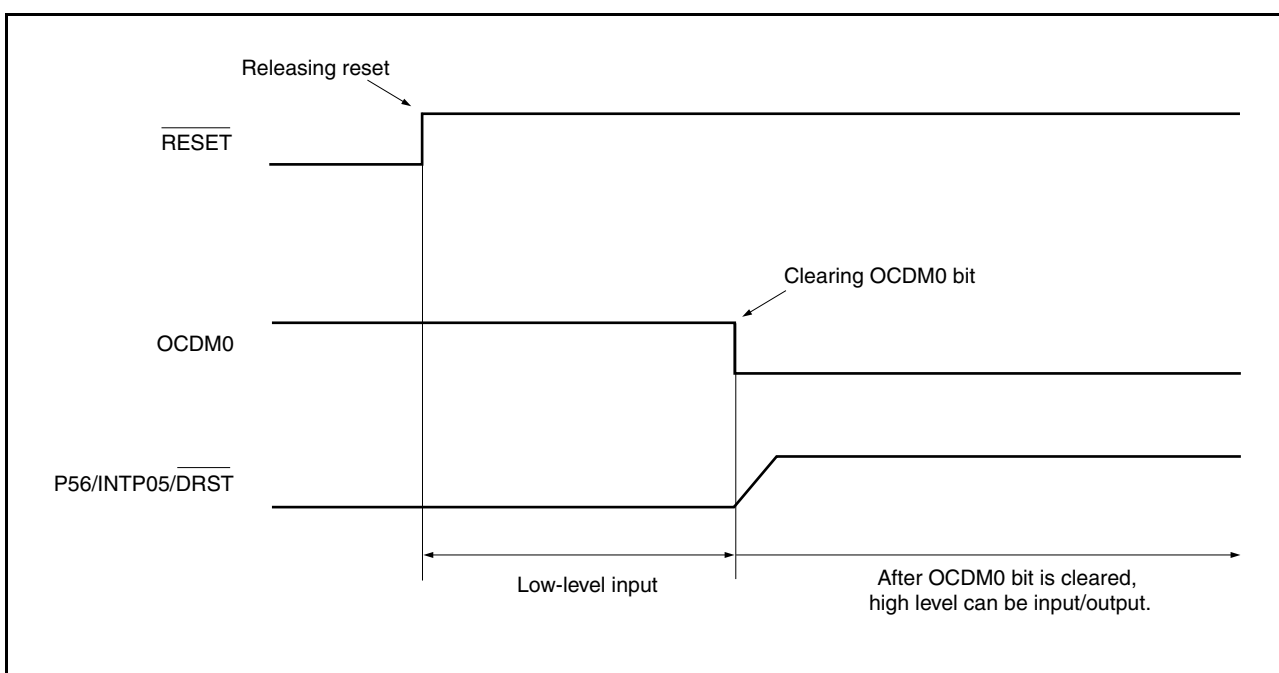 Releasing reset
RESET
Clearing OCDM0 bit
OCDM0
P56/INTP05/DRST
Low-level input
After OCDM0 bit is cleared,
high level can be input/output.